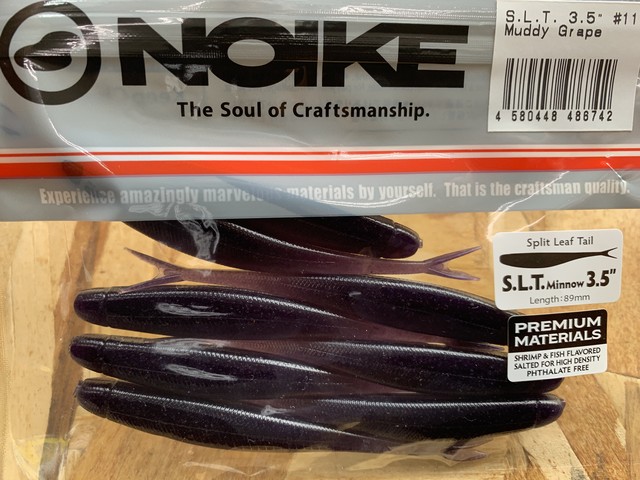 NOIKE
The Soul of Craftsmanship.
S.L.T. 3.5" #11
Muddy Grape
4 580448 486742
Experience amazingly marvelous materials by yourself. That is the craftsman quality.
Split Leaf Tail
S.L.T. Minnow 3.5"
Length:89mm
PREMIUM
MATERIALS
SHRIMP & FISH FLAVORED
SALTED FOR HIGH DENSITY
PHTHALATE FREE